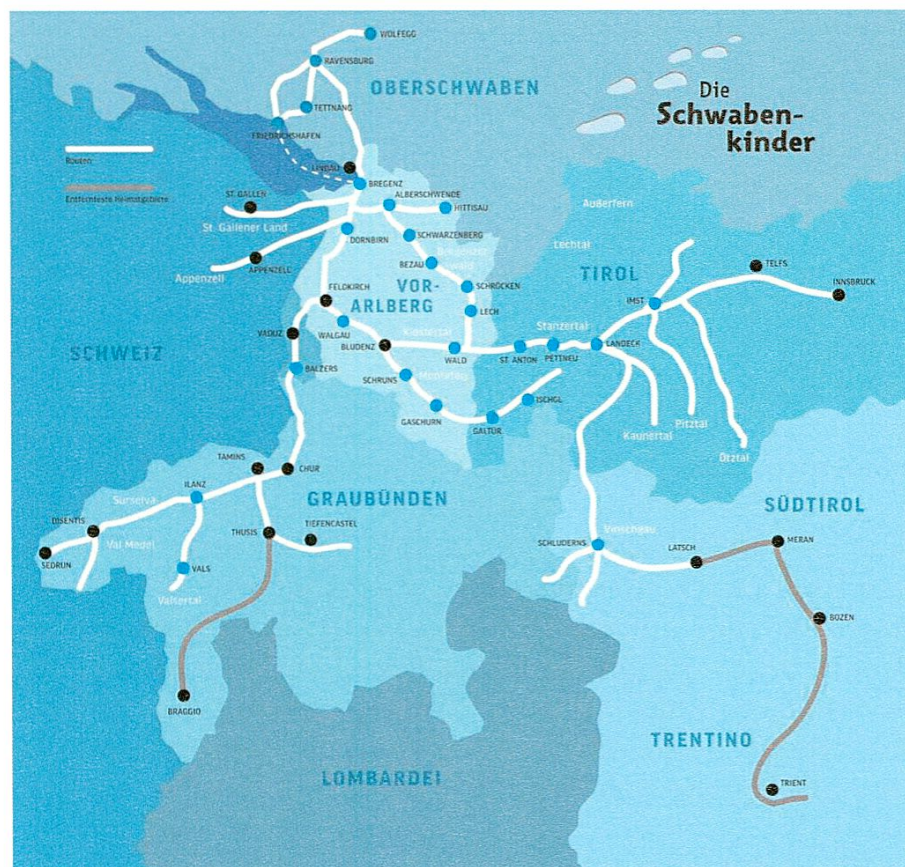 WOLFEGG
RAVENSBURG
OBERSCHWABEN
Die
Schwaben-
kinder
TETTNANG
FRIEDRICHSHAFEN
Routen
LINDAU
BREGENZ
Entfernteste Heimatgebiete
ST. GALLEN
ALBERSCHWENDE
HITTISAU
Außerfern
St. Gallener Land
DORNBIRN
SCHWARZENBERG
Lechtal
BEZAU
APPENZELL
Appenzell
TIROL
TELFS
VOR-
ARLBERG
SCHRÖCKEN
INNSBRUCK
FELDKIRCH
IMST
LECH
VADUZ
WALGAU
Klostertal
Stanzertal
SCHWEIZ
BLUDENZ
WALD
ST. ANTON
PETTNEU
LANDECK
BALZERS
SCHRUNS
Montafon
ISCHGL
GASCHURN
GALTÜR
Kaunertal
Pitztal
Ötztal
TAMINS
CHUR
ILANZ
Surselva
GRAUBÜNDEN
SÜDTIROL
DISENTIS
THUSIS
TIEFENCASTEL
Vinschgau
Val Medel
SCHLUDERNS
LATSCH
MERAN
SEDRUN
VALS
Valsertal
BOZEN
BRAGGIO
TRENTINO
LOMBARDEI
TRIENT